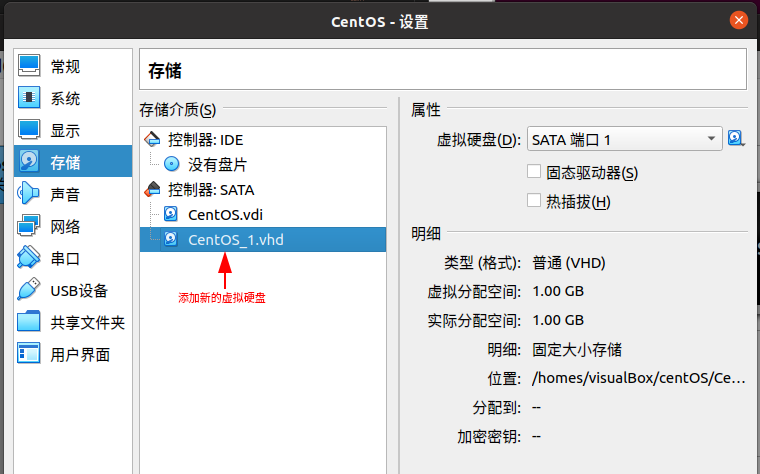 CentOS - 设置
常规
系统
显示
存储
声音
网络
串口
USB设备
共享文件夹
用户界面
存储
存储介质(S)
控制器: IDE
没有盘片
控制器: SATA
CentOS.vdi
CentOS_1.vhd
添加新的虚拟硬盘
属性
虚拟硬盘(D): SATA 端口 1
固态驱动器(S)
热插拔(H)
明细
类型 (格式): 普通 (VHD)
虚拟分配空间: 1.00 GB
实际分配空间: 1.00 GB
明细: 固定大小存储
位置: /homes/visualBox/centOS/Ce...
分配到: --
加密密钥: --